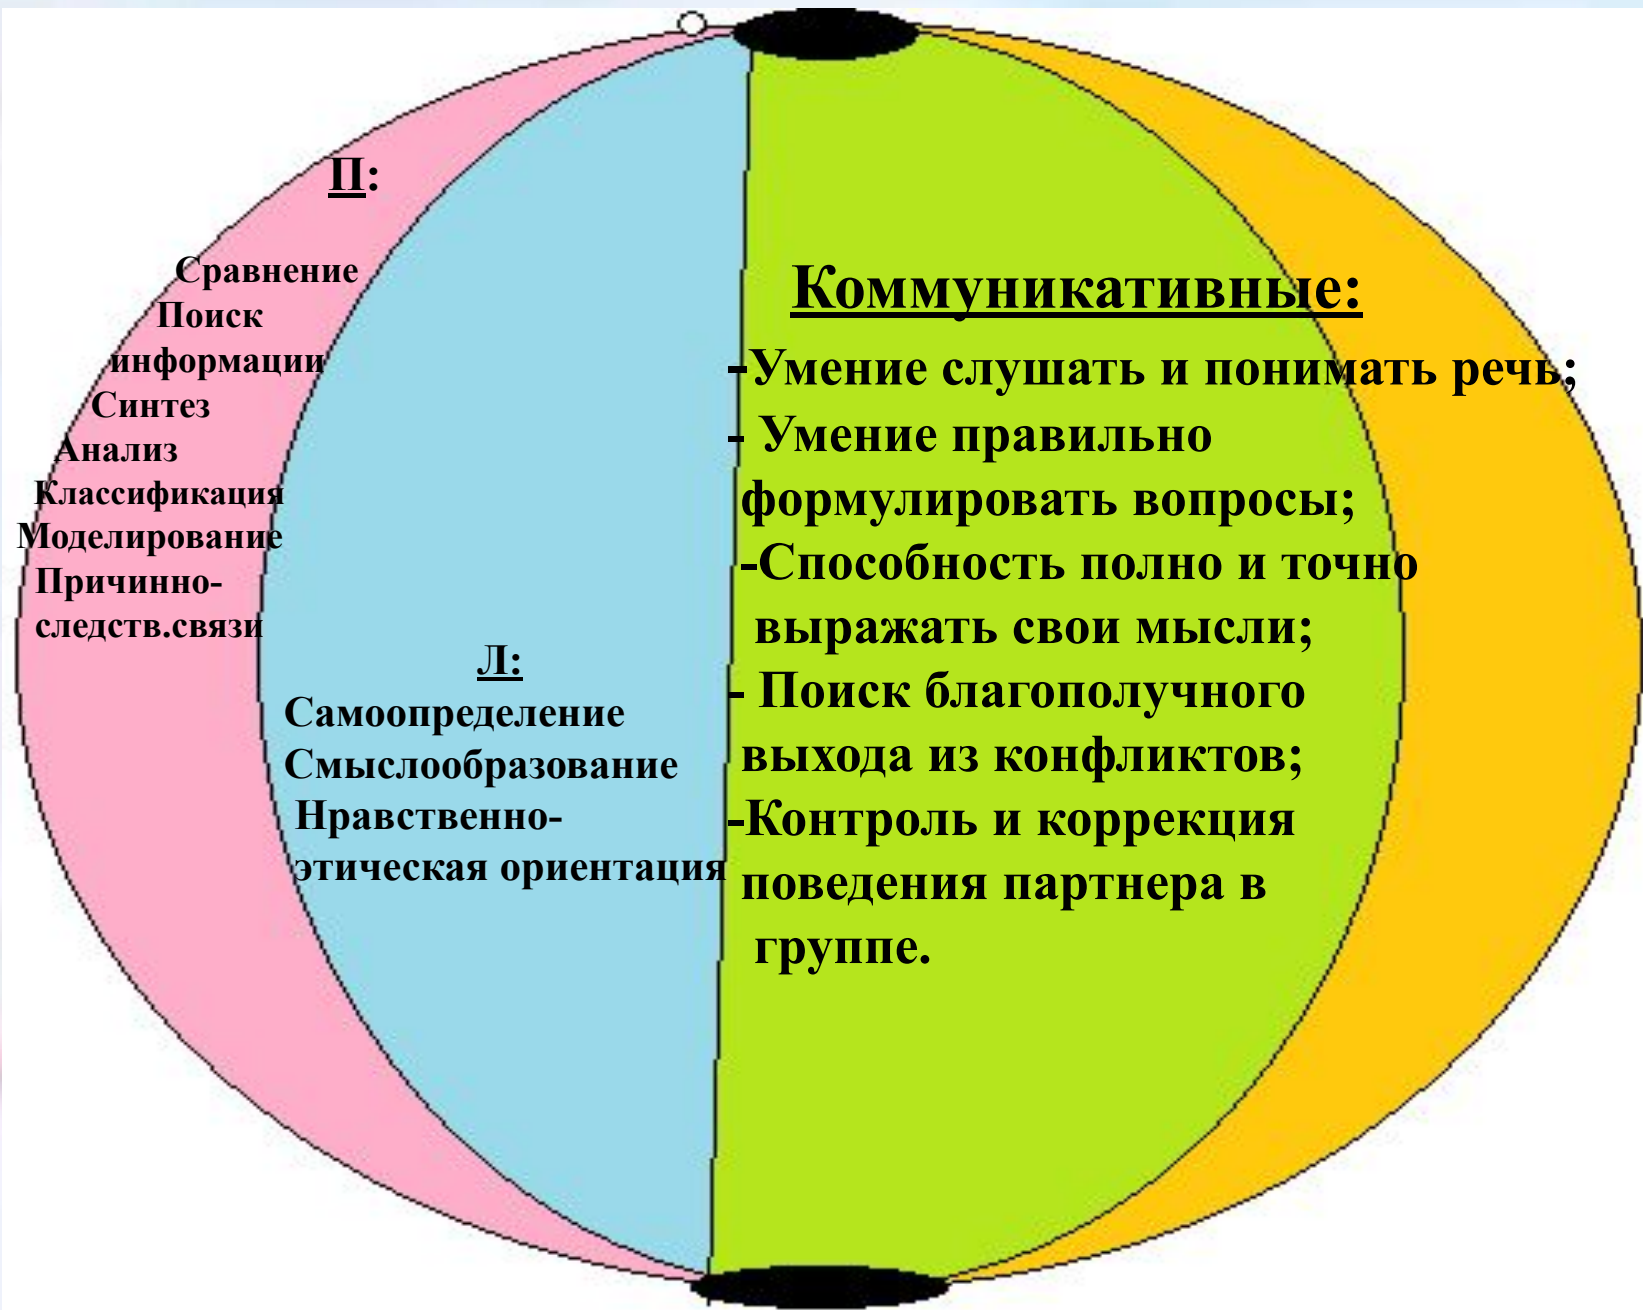 П:
Сравнение
Поиск
информации
Синтез
Анализ
Классификация
Моделирование
Причинно-
следств.связи
Л:
Самоопределение
Смыслообразование
Нравственно-
этическая ориентация
Коммуникативные:
-Умение слушать и понимать речь;
- Умение правильно
формулировать вопросы;
-Способность полно и точно
выражать свои мысли;
- Поиск благополучного
выхода из конфликтов;
-Контроль и коррекция
поведения партнера в
группе.